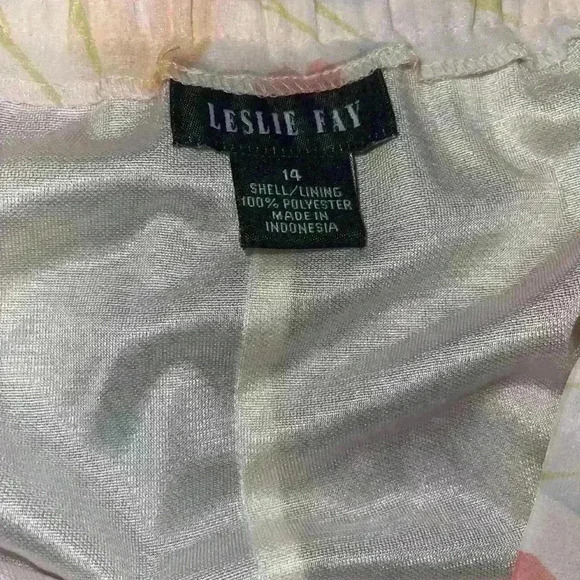 LESLIE FAY
14
SHELL/LINING
100% POLYESTER
MADE IN
INDONESIA